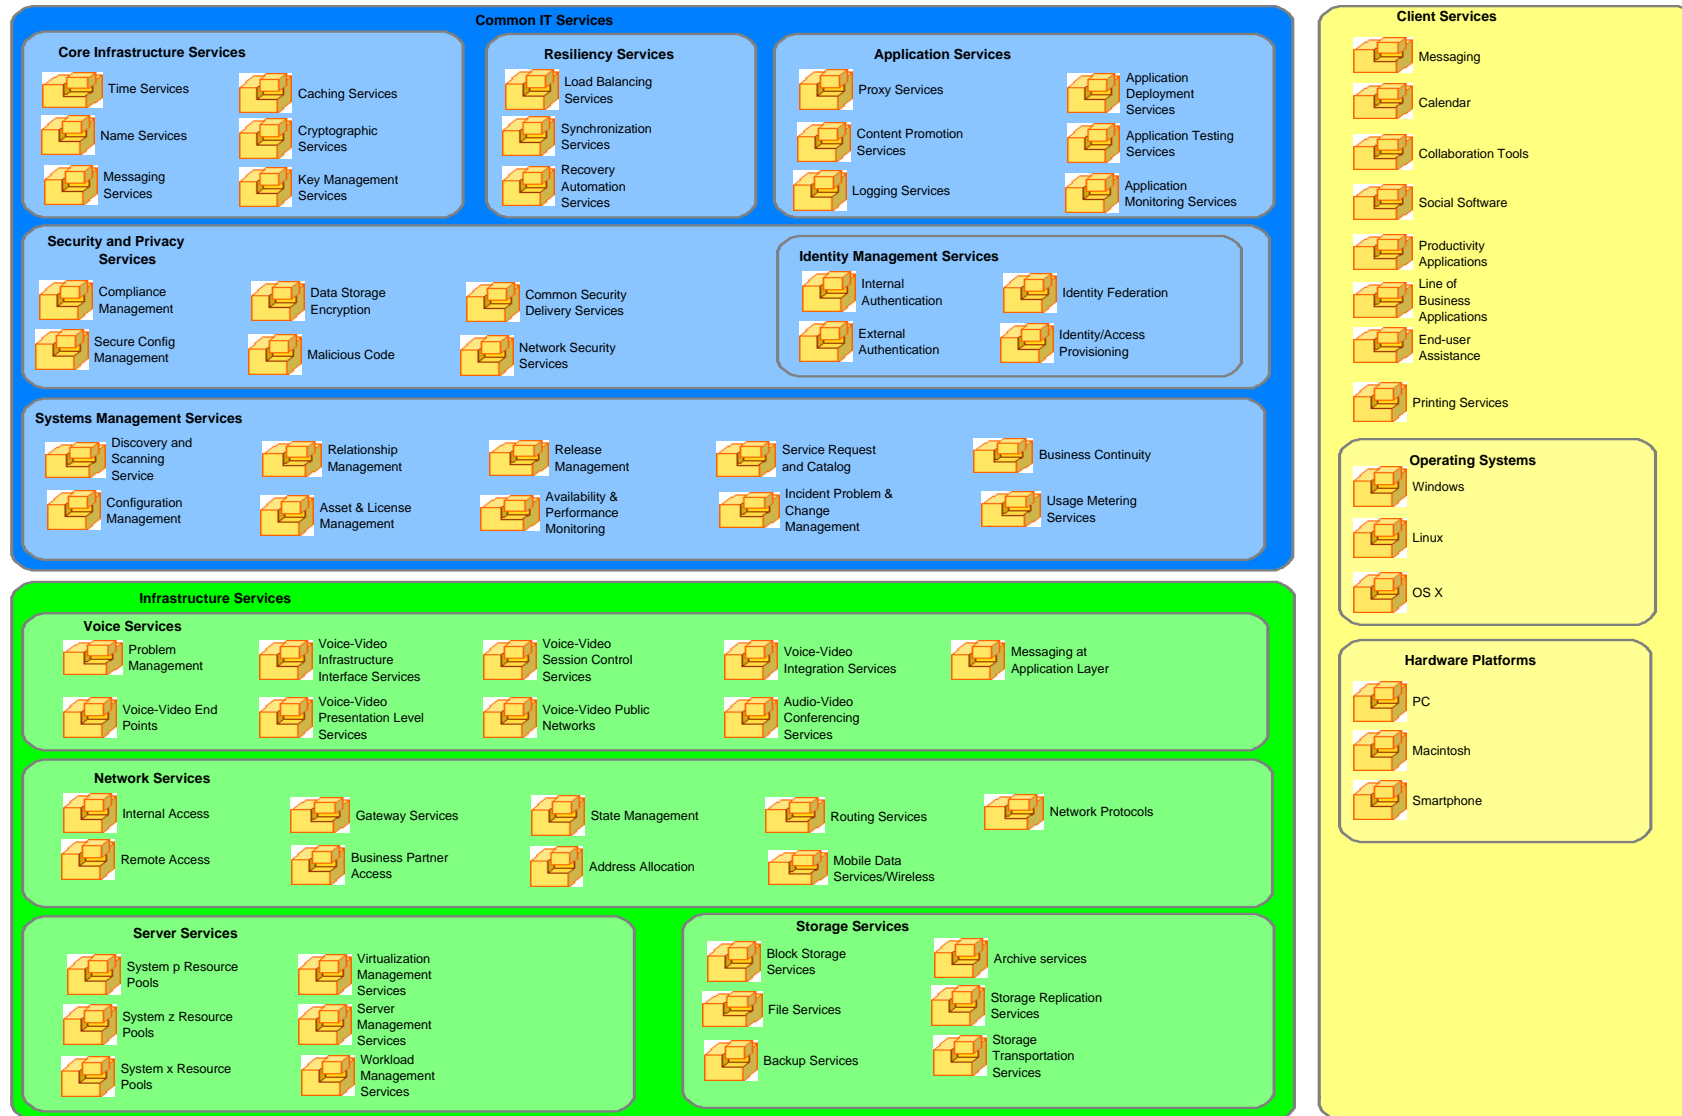 Common IT Services
Core Infrastructure Services
Time Services
Caching Services
Name Services
Cryptographic
Services
Messaging
Services
Key Management
Services
Resiliency Services
Load Balancing
Services
Synchronization
Services
Recovery
Automation
Services
Application Services
Proxy Services
Application
Deployment
Services
Content Promotion
Services
Application Testing
Services
Logging Services
Application
Monitoring Services
Security and Privacy
Services
Compliance
Management
Data Storage
Encryption
Common Security
Delivery Services
Secure Config
Management
Malicious Code
Network Security
Services
Identity Management Services
Internal
Authentication
Identity Federation
External
Authentication
Identity/Access
Provisioning
Systems Management Services
Discovery and
Scanning
Service
Relationship
Management
Release
Management
Service Request
and Catalog
Business Continuity
Configuration
Management
Asset & License
Management
Availability &
Performance
Monitoring
Incident Problem &
Change
Management
Usage Metering
Services
Infrastructure Services
Voice Services
Problem
Management
Voice-Video
Infrastructure
Interface Services
Voice-Video
Session Control
Services
Voice-Video
Integration Services
Messaging at
Application Layer
Voice-Video End
Points
Voice-Video
Presentation Level
Services
Voice-Video Public
Networks
Audio-Video
Conferencing
Services
Network Services
Internal Access
Gateway Services
State Management
Routing Services
Network Protocols
Remote Access
Business Partner
Access
Address Allocation
Mobile Data
Services/Wireless
Server Services
System p Resource
Pools
Virtualization
Management
Services
System z Resource
Pools
Server
Management
Services
System x Resource
Pools
Workload
Management
Services
Storage Services
Block Storage
Services
Archive services
File Services
Storage Replication
Services
Backup Services
Storage
Transportation
Services
Client Services
Messaging
Calendar
Collaboration Tools
Social Software
Productivity
Applications
Line of
Business
Applications
End-user
Assistance
Printing Services
Operating Systems
Windows
Linux
OS X
Hardware Platforms
PC
Macintosh
Smartphone